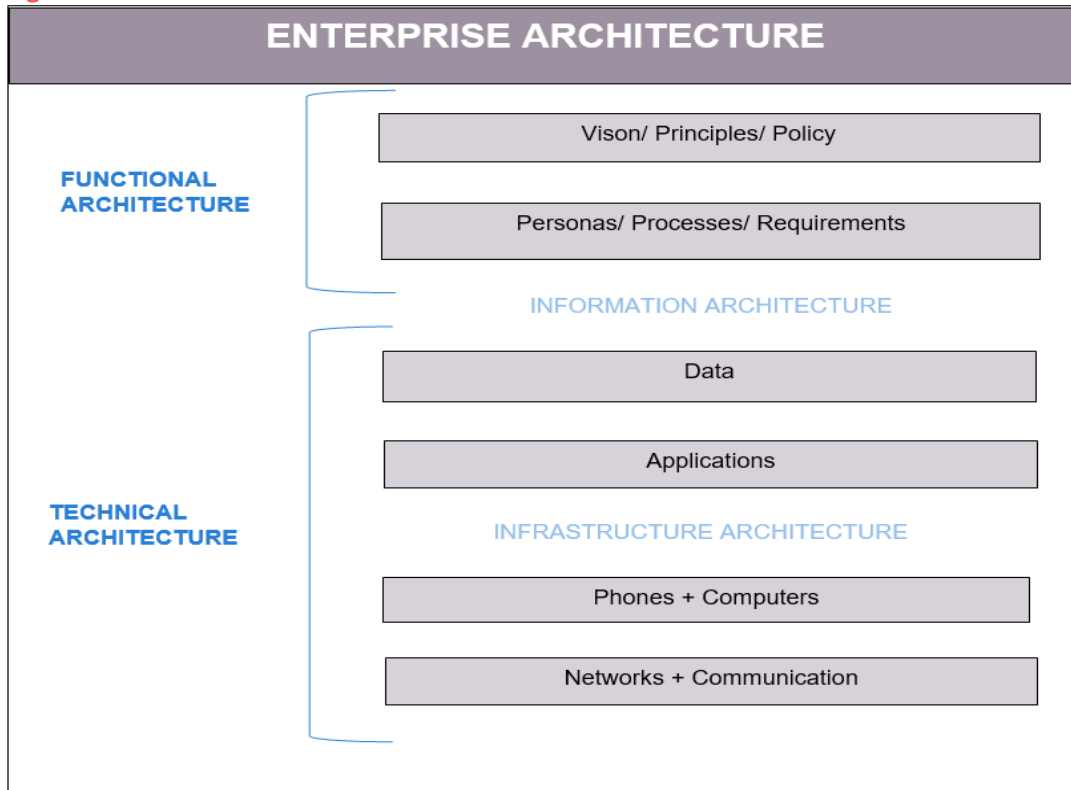 ENTERPRISE ARCHITECTURE
Vison/ Principles/ Policy
FUNCTIONAL
ARCHITECTURE
Personas/ Processes/ Requirements
INFORMATION ARCHITECTURE
Data
Applications
TECHNICAL
ARCHITECTURE
INFRASTRUCTURE ARCHITECTURE
Phones + Computers
Networks + Communication